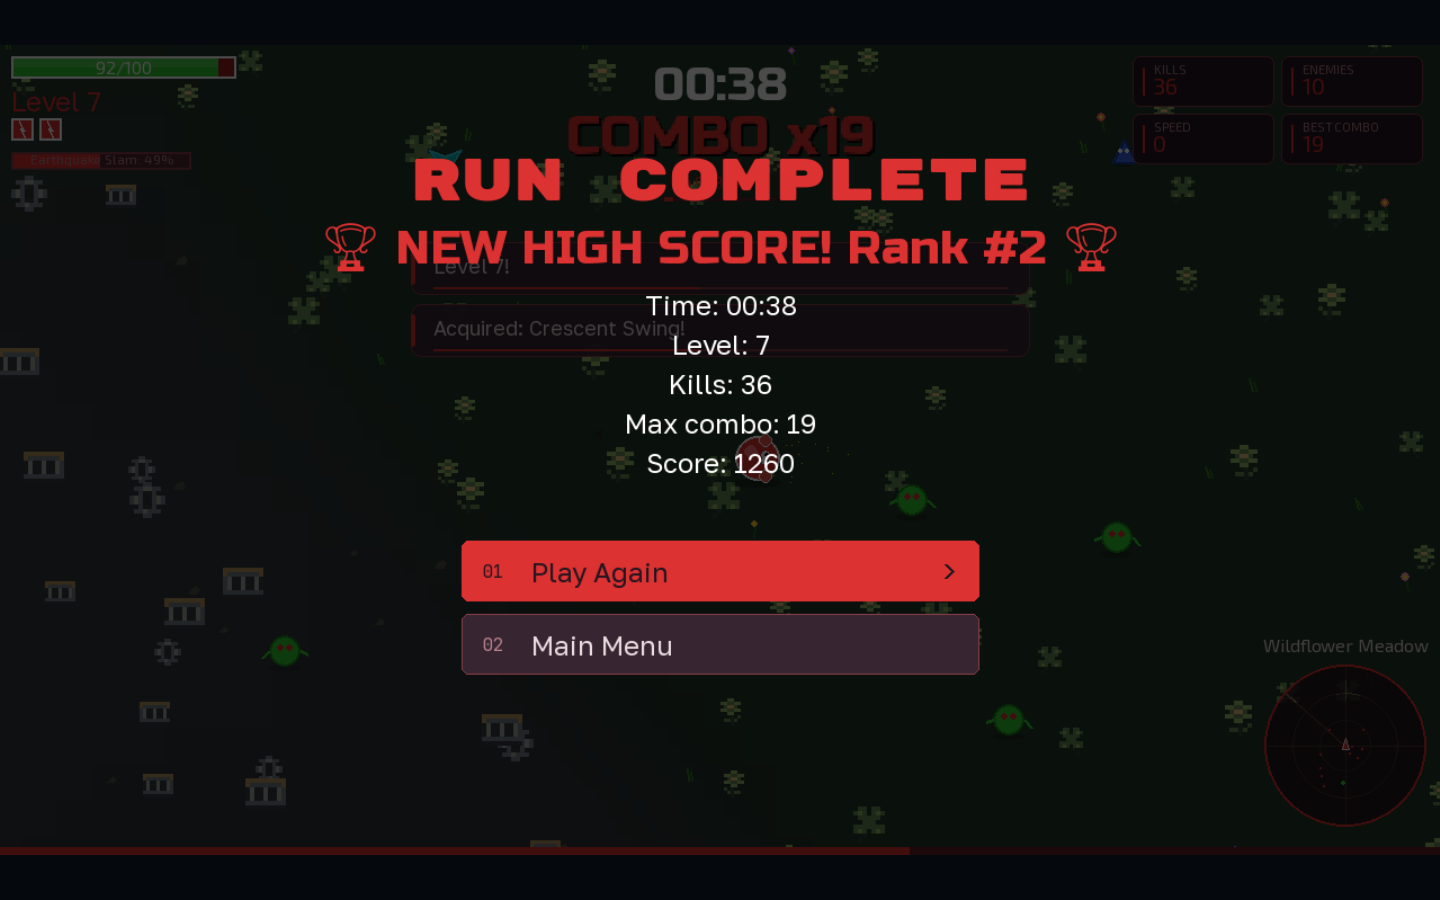 92/100
Level 7
Earthquake Slam: 49%
00:38
COMBO x19
KILLS
36
ENEMIES
10
SPEED
0
BEST COMBO
19
RUN COMPLETE
NEW HIGH SCORE! Rank #2
Level 7!
Acquired: Crescent Swing!
Time: 00:38
Level: 7
Kills: 36
Max combo: 19
Score: 1260
01 Play Again >
02 Main Menu
Wildflower Meadow